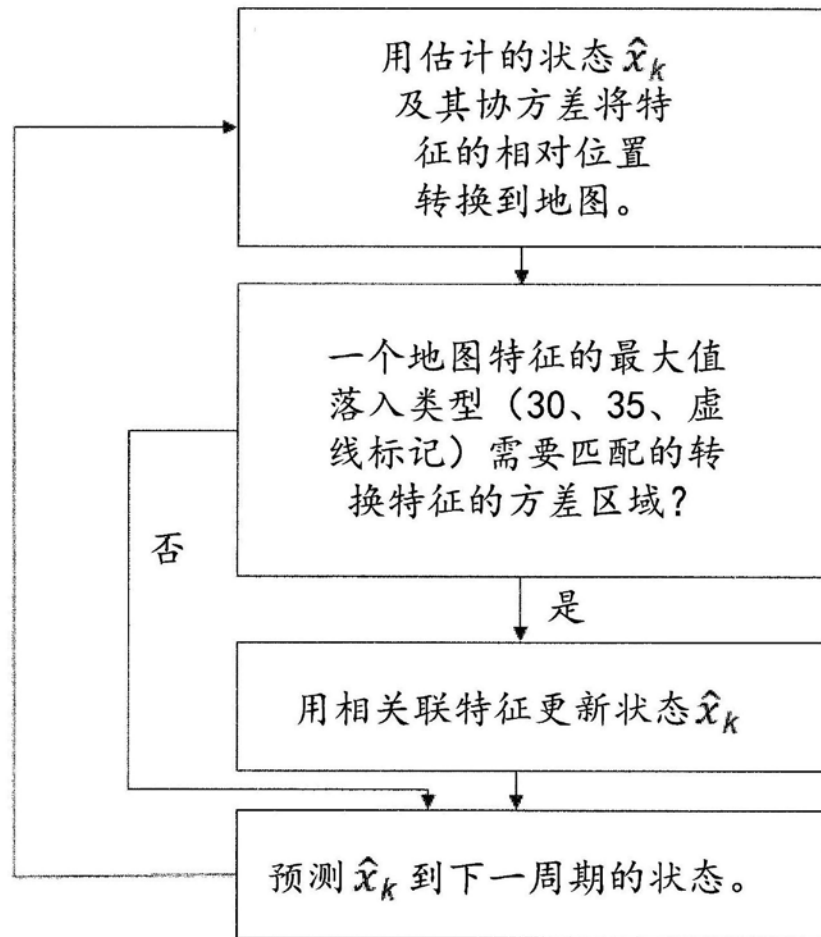 用估计的状态 x̂ₖ
及其协方差将特
征的相对位置
转换到地图。
一个地图特征的最大值
落入类型（30、35、虚
线标记）需要匹配的转
换特征的方差区域？
否
是
用相关联特征更新状态 x̂ₖ
预测 x̂ₖ 到下一周期的状态。